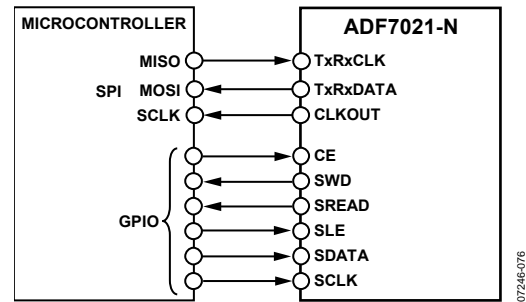 MICROCONTROLLER
ADF7021-N
MISO
TxRxCLK
SPI
MOSI
TxRxDATA
SCLK
CLKOUT
CE
SWD
SREAD
GPIO
SLE
SDATA
SCLK
07246-076